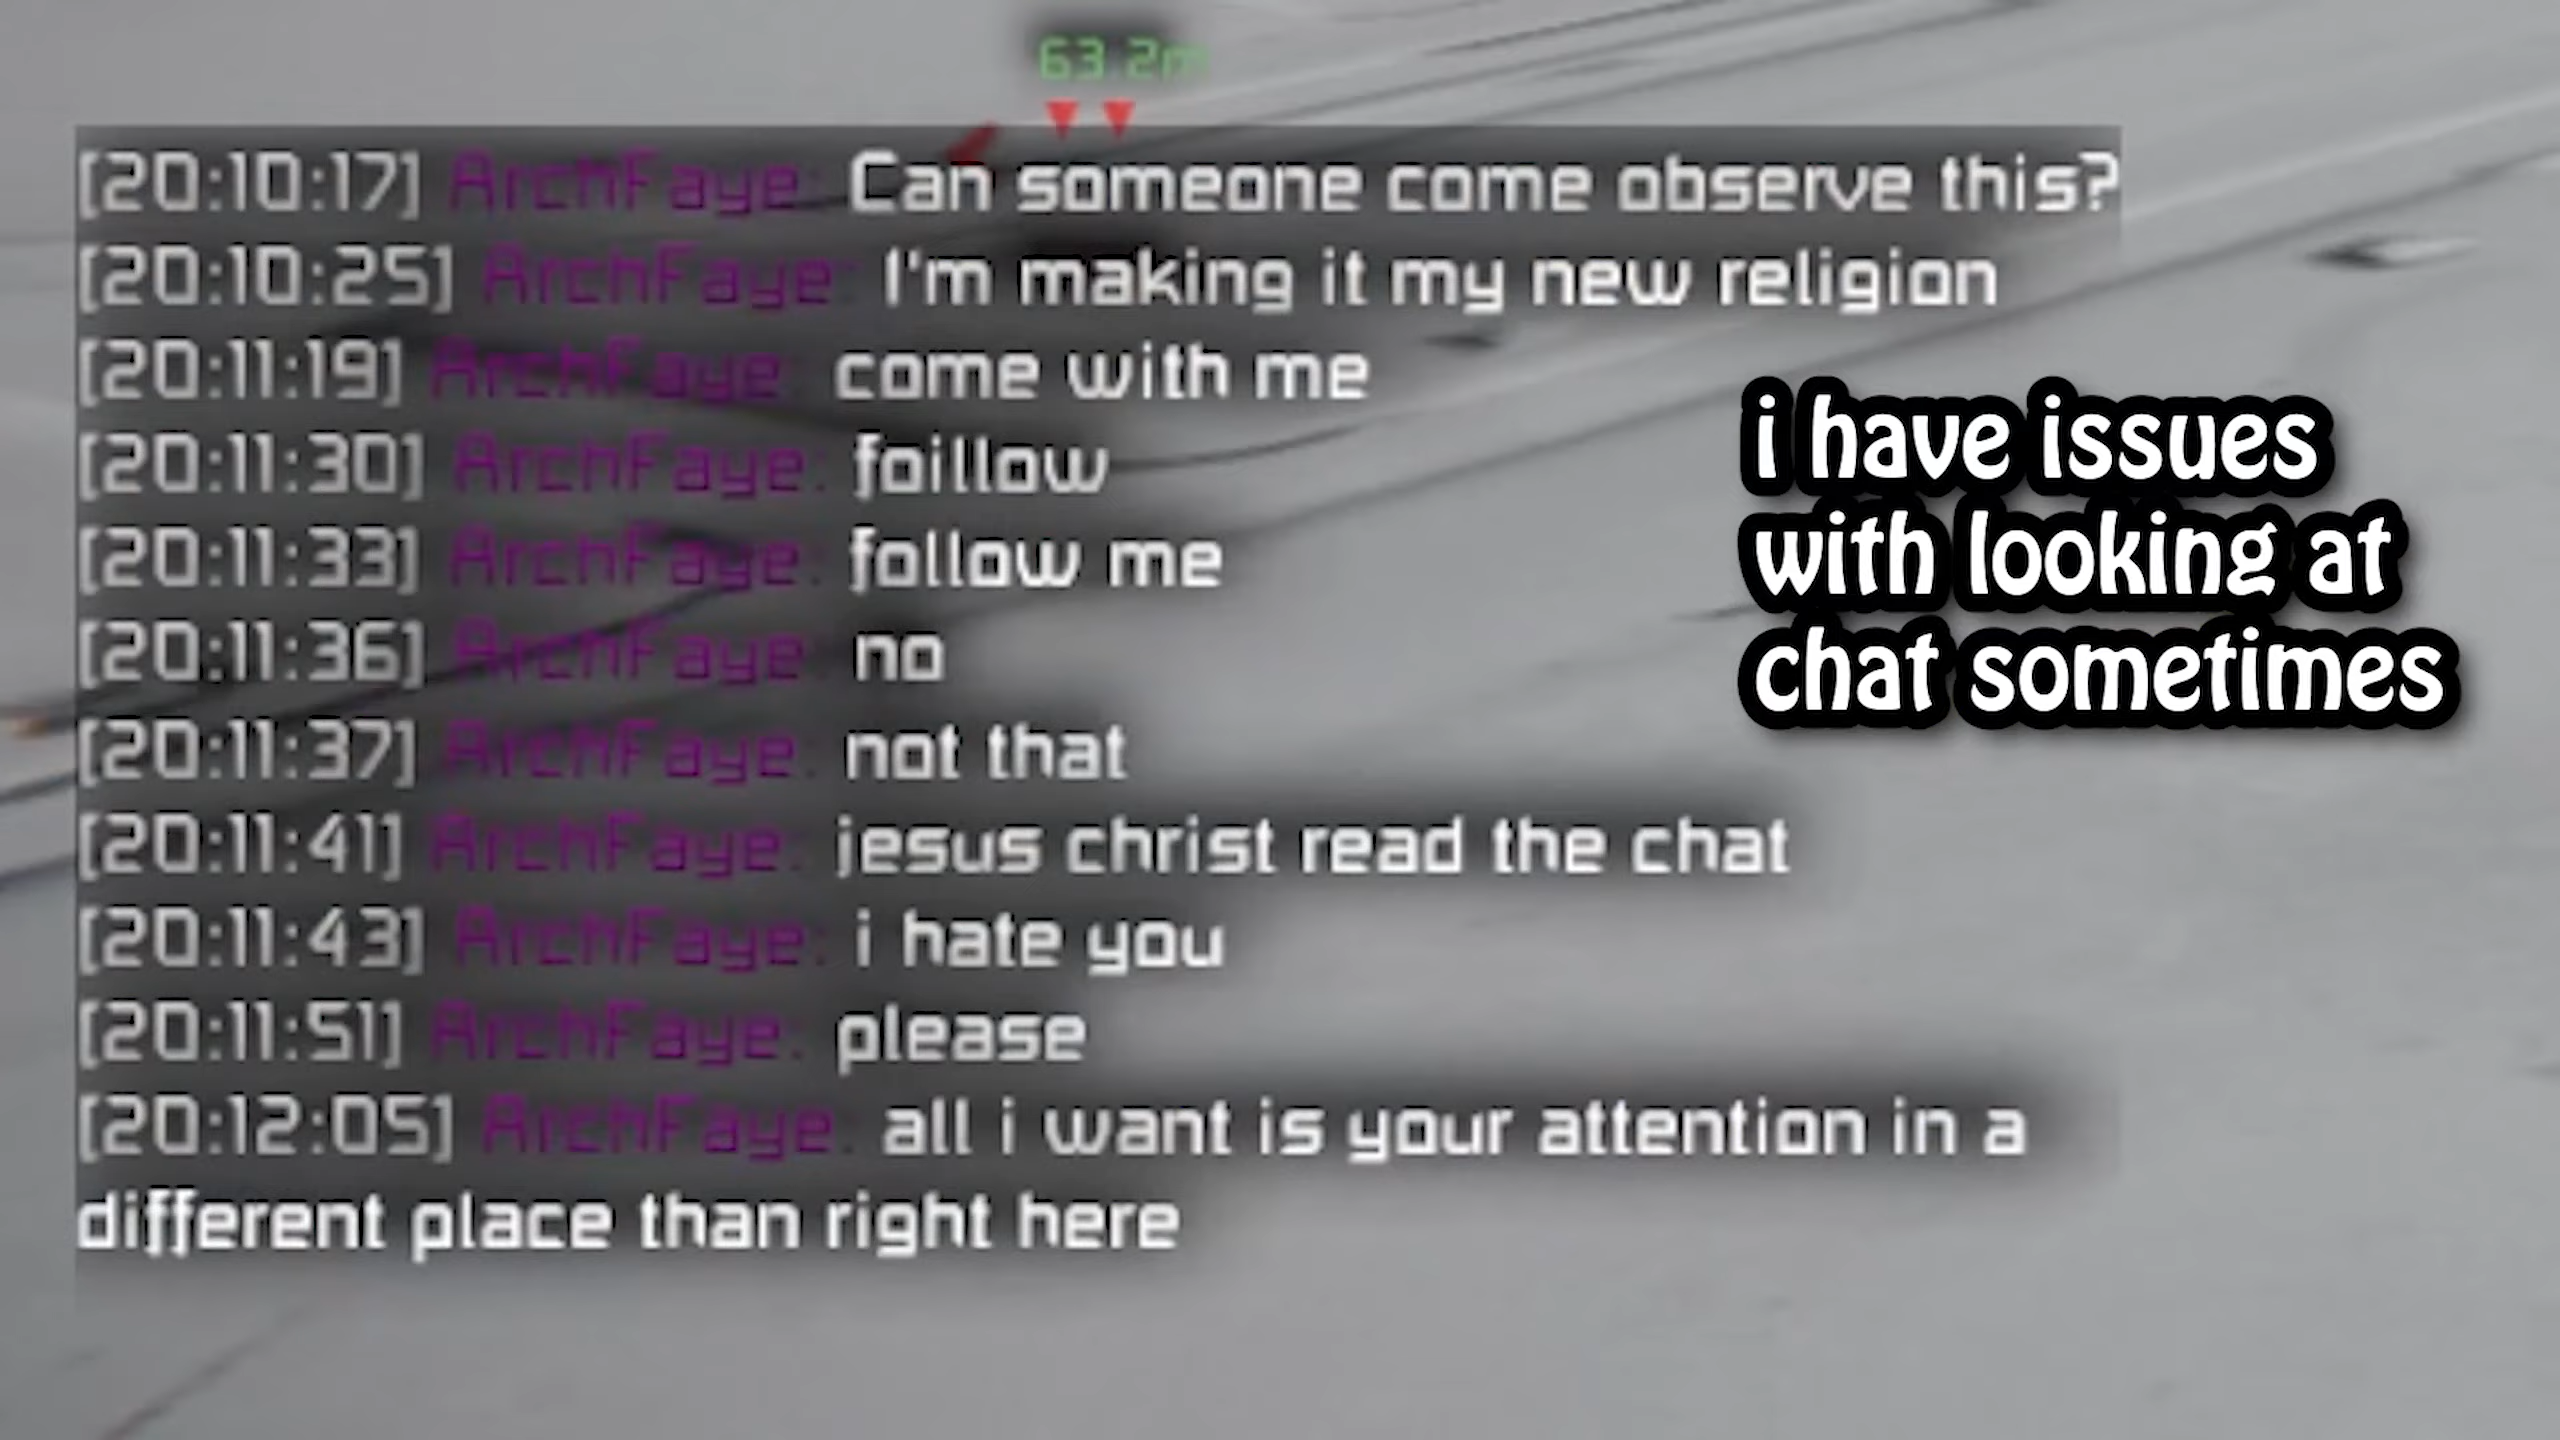 63.2m
[20:10:17] ArchFaye: Can someone come observe this?
[20:10:25] ArchFaye: I'm making it my new religion
[20:11:19] ArchFaye: come with me
[20:11:30] ArchFaye: foillow
[20:11:33] ArchFaye: follow me
[20:11:36] ArchFaye: no
[20:11:37] ArchFaye: not that
[20:11:41] ArchFaye: jesus christ read the chat
[20:11:43] ArchFaye: i hate you
[20:11:51] ArchFaye: please
[20:12:05] ArchFaye: all i want is your attention in a
different place than right here
i have issues
with looking at
chat sometimes